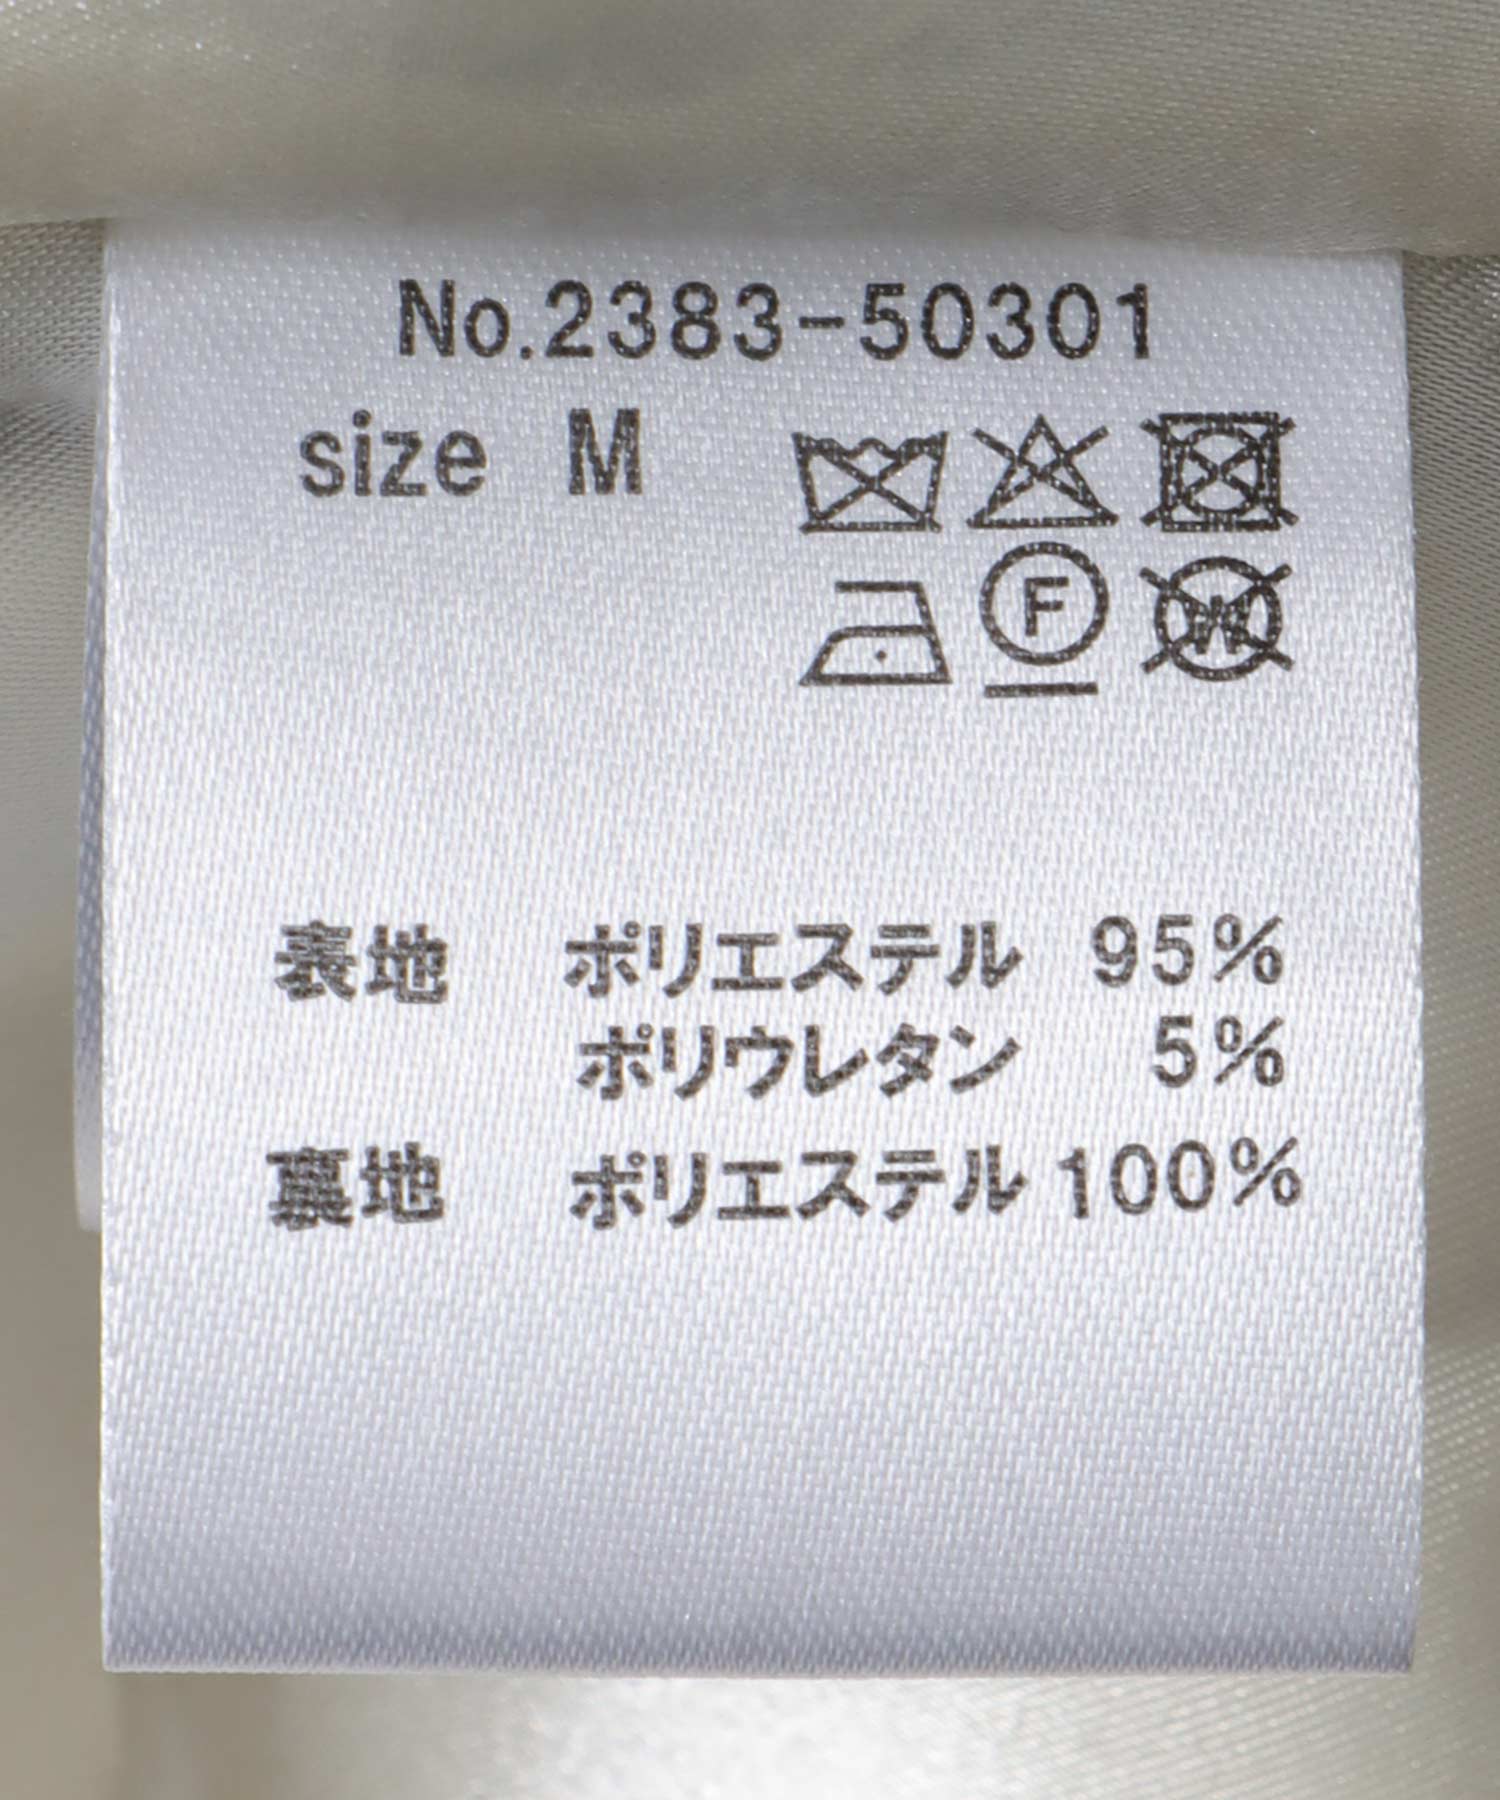 No.2383-50301
size M
F
W
表地 ポリエステル 95%
ポリウレタン 5%
裏地 ポリエステル 100%